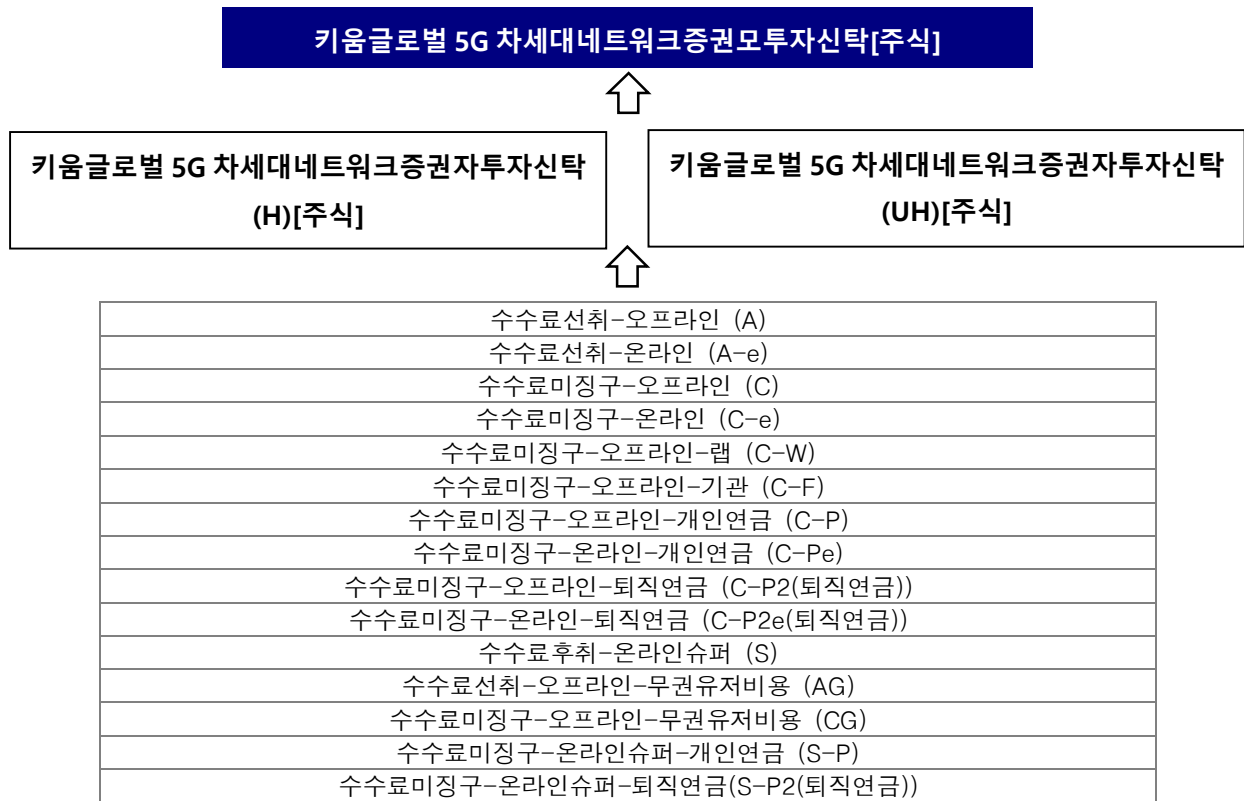 키움글로벌 5G 차세대네트워크증권모투자신탁[주식]
키움글로벌 5G 차세대네트워크증권자투자신탁
(H)[주식]
키움글로벌 5G 차세대네트워크증권자투자신탁
(UH)[주식]
수수료선취-오프라인 (A)
수수료선취-온라인 (A-e)
수수료미징구-오프라인 (C)
수수료미징구-온라인 (C-e)
수수료미징구-오프라인-랩 (C-W)
수수료미징구-오프라인-기관 (C-F)
수수료미징구-오프라인-개인연금 (C-P)
수수료미징구-온라인-개인연금 (C-Pe)
수수료미징구-오프라인-퇴직연금 (C-P2(퇴직연금))
수수료미징구-온라인-퇴직연금 (C-P2e(퇴직연금))
수수료후취-온라인슈퍼 (S)
수수료선취-오프라인-무권유저비용 (AG)
수수료미징구-오프라인-무권유저비용 (CG)
수수료미징구-온라인슈퍼-개인연금 (S-P)
수수료미징구-온라인슈퍼-퇴직연금(S-P2(퇴직연금))